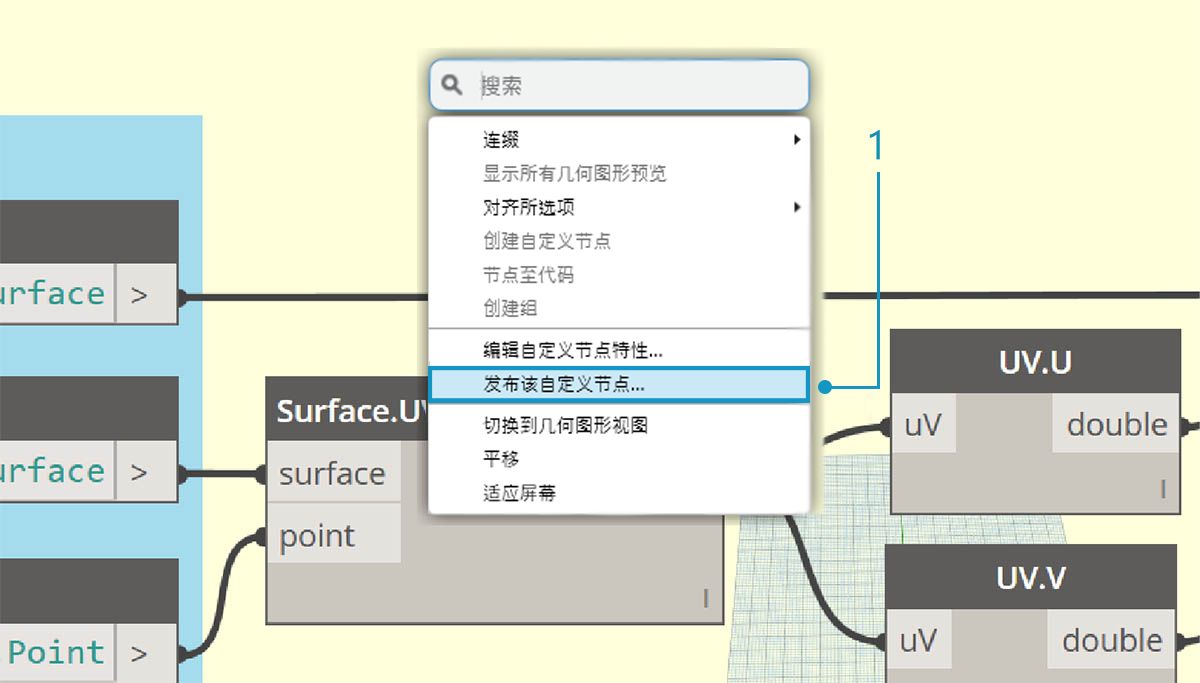 搜索
连缀
显示所有几何图形预览
对齐所选项
创建自定义节点
节点至代码
创建组
编辑自定义节点特性...
发布该自定义节点...
切换到几何图形视图
平移
适应屏幕
1
urface >
urface >
Point >
Surface.UV
surface
point
UV.U
uV double
UV.V
uV double